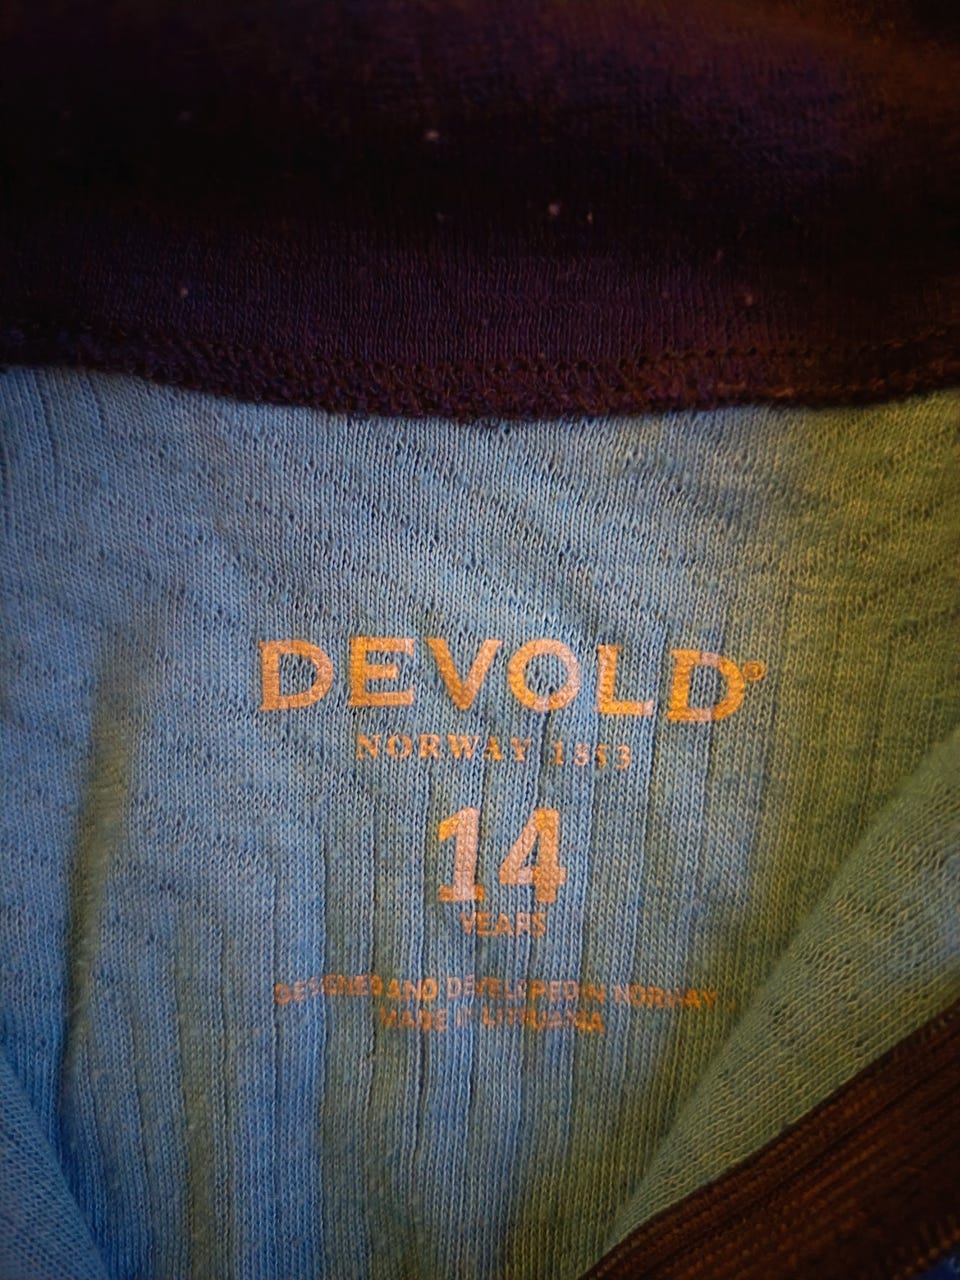 DEVOLD®
NORWAY 1853
14
YEARS
DESIGNED AND DEVELOPED IN NORWAY
MADE IN LITHUANIA